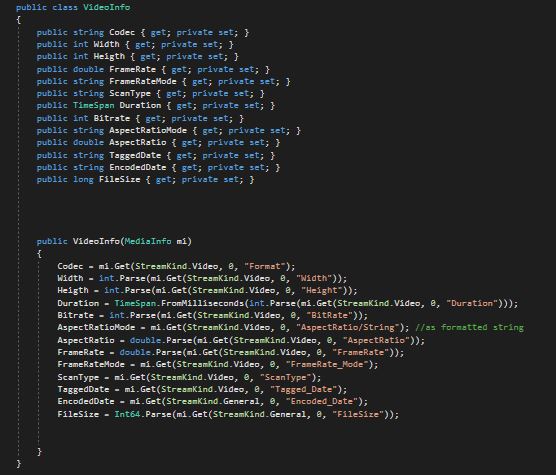 public class VideoInfo
{
public string Codec { get; private set; }
public int Width { get; private set; }
public int Heigth { get; private set; }
public double FrameRate { get; private set; }
public string FrameRateMode { get; private set; }
public string ScanType { get; private set; }
public TimeSpan Duration { get; private set; }
public int Bitrate { get; private set; }
public string AspectRatioMode { get; private set; }
public double AspectRatio { get; private set; }
public string TaggedDate { get; private set; }
public string EncodedDate { get; private set; }
public long FileSize { get; private set; }
public VideoInfo(MediaInfo mi)
{
Codec = mi.Get(StreamKind.Video, 0, "Format");
Width = int.Parse(mi.Get(StreamKind.Video, 0, "Width"));
Heigth = int.Parse(mi.Get(StreamKind.Video, 0, "Height"));
Duration = TimeSpan.FromMilliseconds(int.Parse(mi.Get(StreamKind.Video, 0, "Duration")));
Bitrate = int.Parse(mi.Get(StreamKind.Video, 0, "BitRate"));
AspectRatioMode = mi.Get(StreamKind.Video, 0, "AspectRatio/String"); //as formatted string
AspectRatio = double.Parse(mi.Get(StreamKind.Video, 0, "AspectRatio"));
FrameRate = double.Parse(mi.Get(StreamKind.Video, 0, "FrameRate"));
FrameRateMode = mi.Get(StreamKind.Video, 0, "FrameRate_Mode");
ScanType = mi.Get(StreamKind.Video, 0, "ScanType");
TaggedDate = mi.Get(StreamKind.Video, 0, "Tagged_Date");
EncodedDate = mi.Get(StreamKind.General, 0, "Encoded_Date");
FileSize = Int64.Parse(mi.Get(StreamKind.General, 0, "FileSize"));
}
}